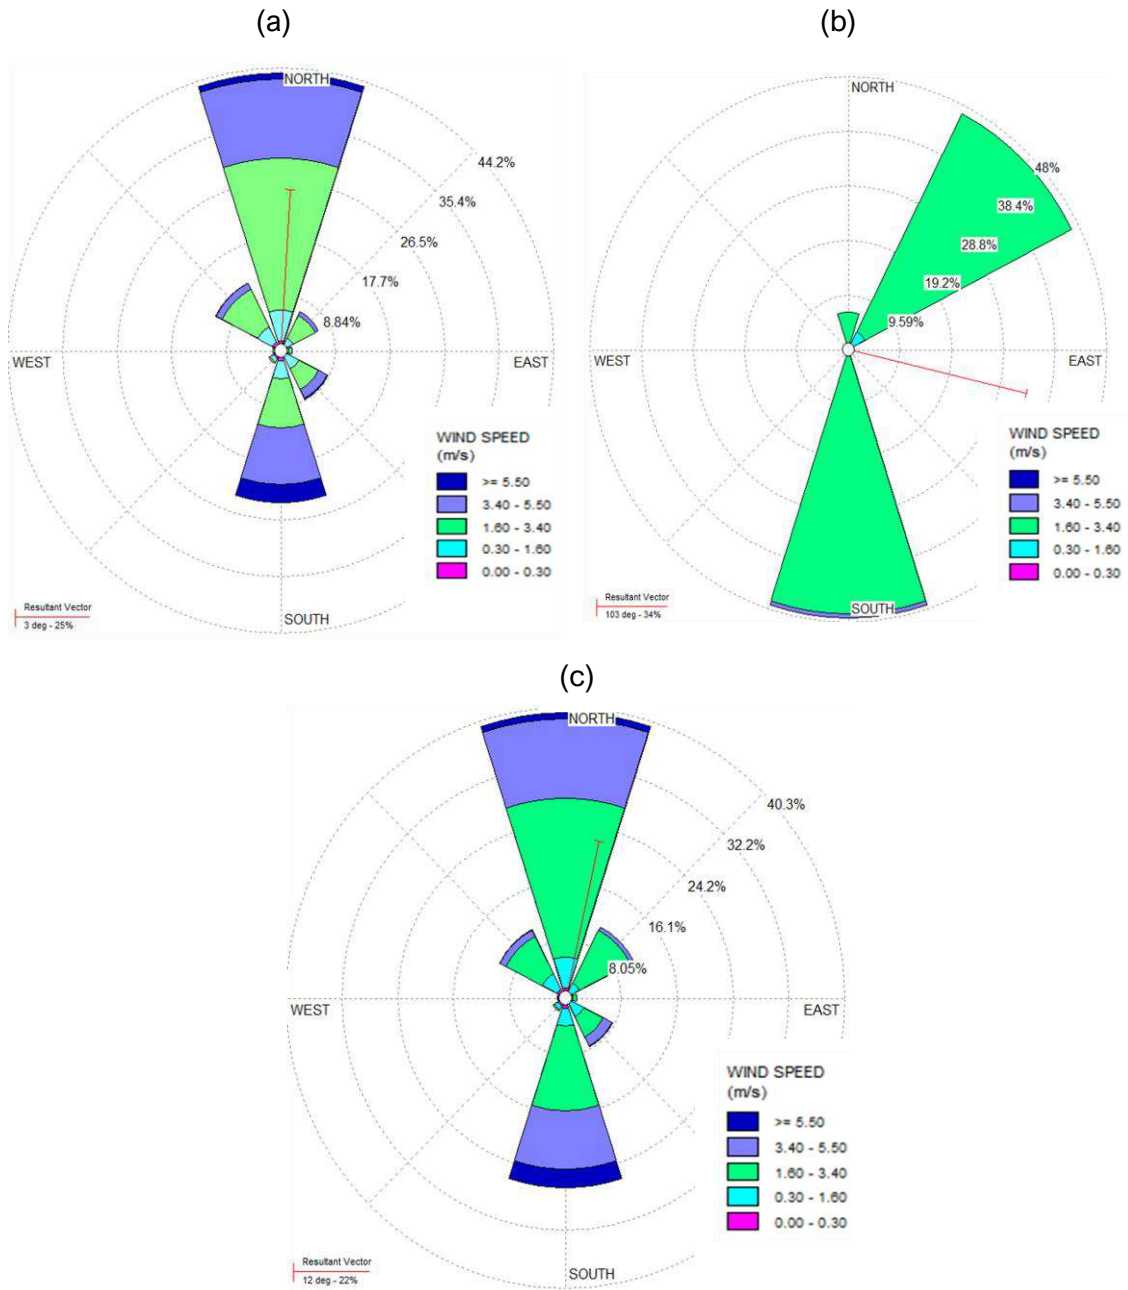 (a)
NORTH
44.2%
35.4%
26.5%
17.7%
8.84%
WEST
EAST
WIND SPEED
(m/s)
>= 5.50
3.40 - 5.50
1.60 - 3.40
0.30 - 1.60
0.00 - 0.30
Resultant Vector
3 deg - 25%
SOUTH
(b)
NORTH
48%
38.4%
28.8%
19.2%
9.59%
WEST
EAST
WIND SPEED
(m/s)
>= 5.50
3.40 - 5.50
1.60 - 3.40
0.30 - 1.60
0.00 - 0.30
Resultant Vector
103 deg - 34%
SOUTH
(c)
NORTH
40.3%
32.2%
24.2%
16.1%
8.05%
WEST
EAST
WIND SPEED
(m/s)
>= 5.50
3.40 - 5.50
1.60 - 3.40
0.30 - 1.60
0.00 - 0.30
Resultant Vector
12 deg - 22%
SOUTH